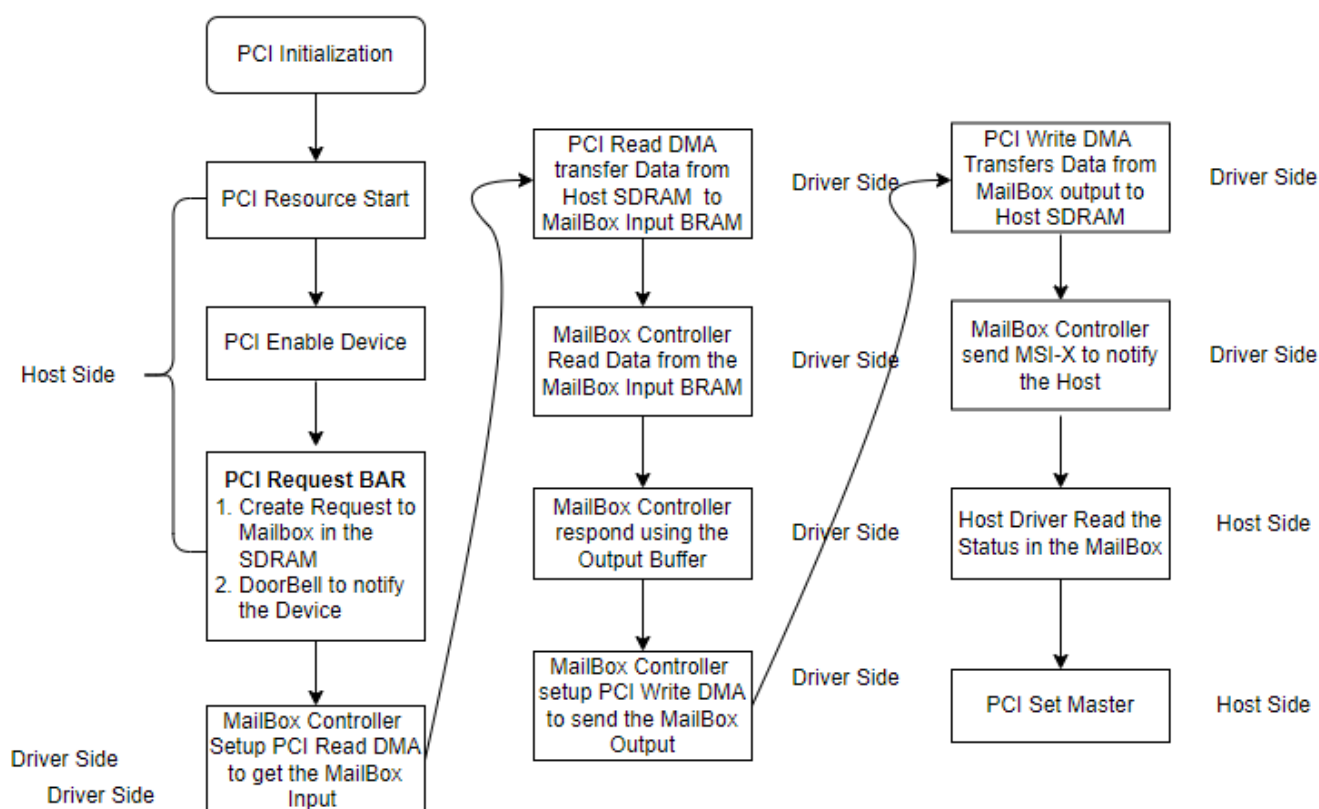 PCI Initialization
PCI Resource Start
PCI Enable Device
Host Side
PCI Request BAR
1. Create Request to
Mailbox in the
SDRAM
2. DoorBell to notify
the Device
MailBox Controller
Setup PCI Read DMA
to get the MailBox
Input
Driver Side
Driver Side
PCI Read DMA
transfer Data from
Host SDRAM to
MailBox Input BRAM
Driver Side
MailBox Controller
Read Data from the
MailBox Input BRAM
Driver Side
MailBox Controller
respond using the
Output Buffer
Driver Side
MailBox Controller
setup PCI Write DMA
to send the MailBox
Output
Driver Side
PCI Write DMA
Transfers Data from
MailBox output to
Host SDRAM
Driver Side
MailBox Controller
send MSI-X to notify
the Host
Driver Side
Host Driver Read the
Status in the MailBox
Host Side
PCI Set Master
Host Side